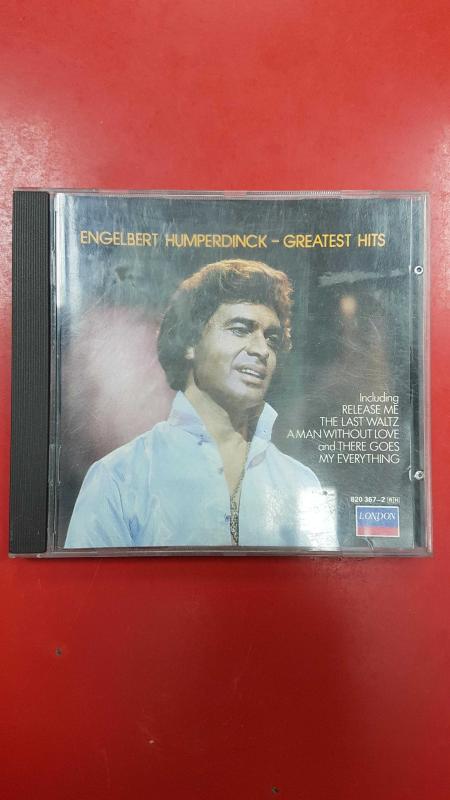 ENGELBERT HUMPERDINCK – GREATEST HITS
Including
RELEASE ME
THE LAST WALTZ
A MAN WITHOUT LOVE
and THERE GOES
MY EVERYTHING
820 367–2 RH
LONDON